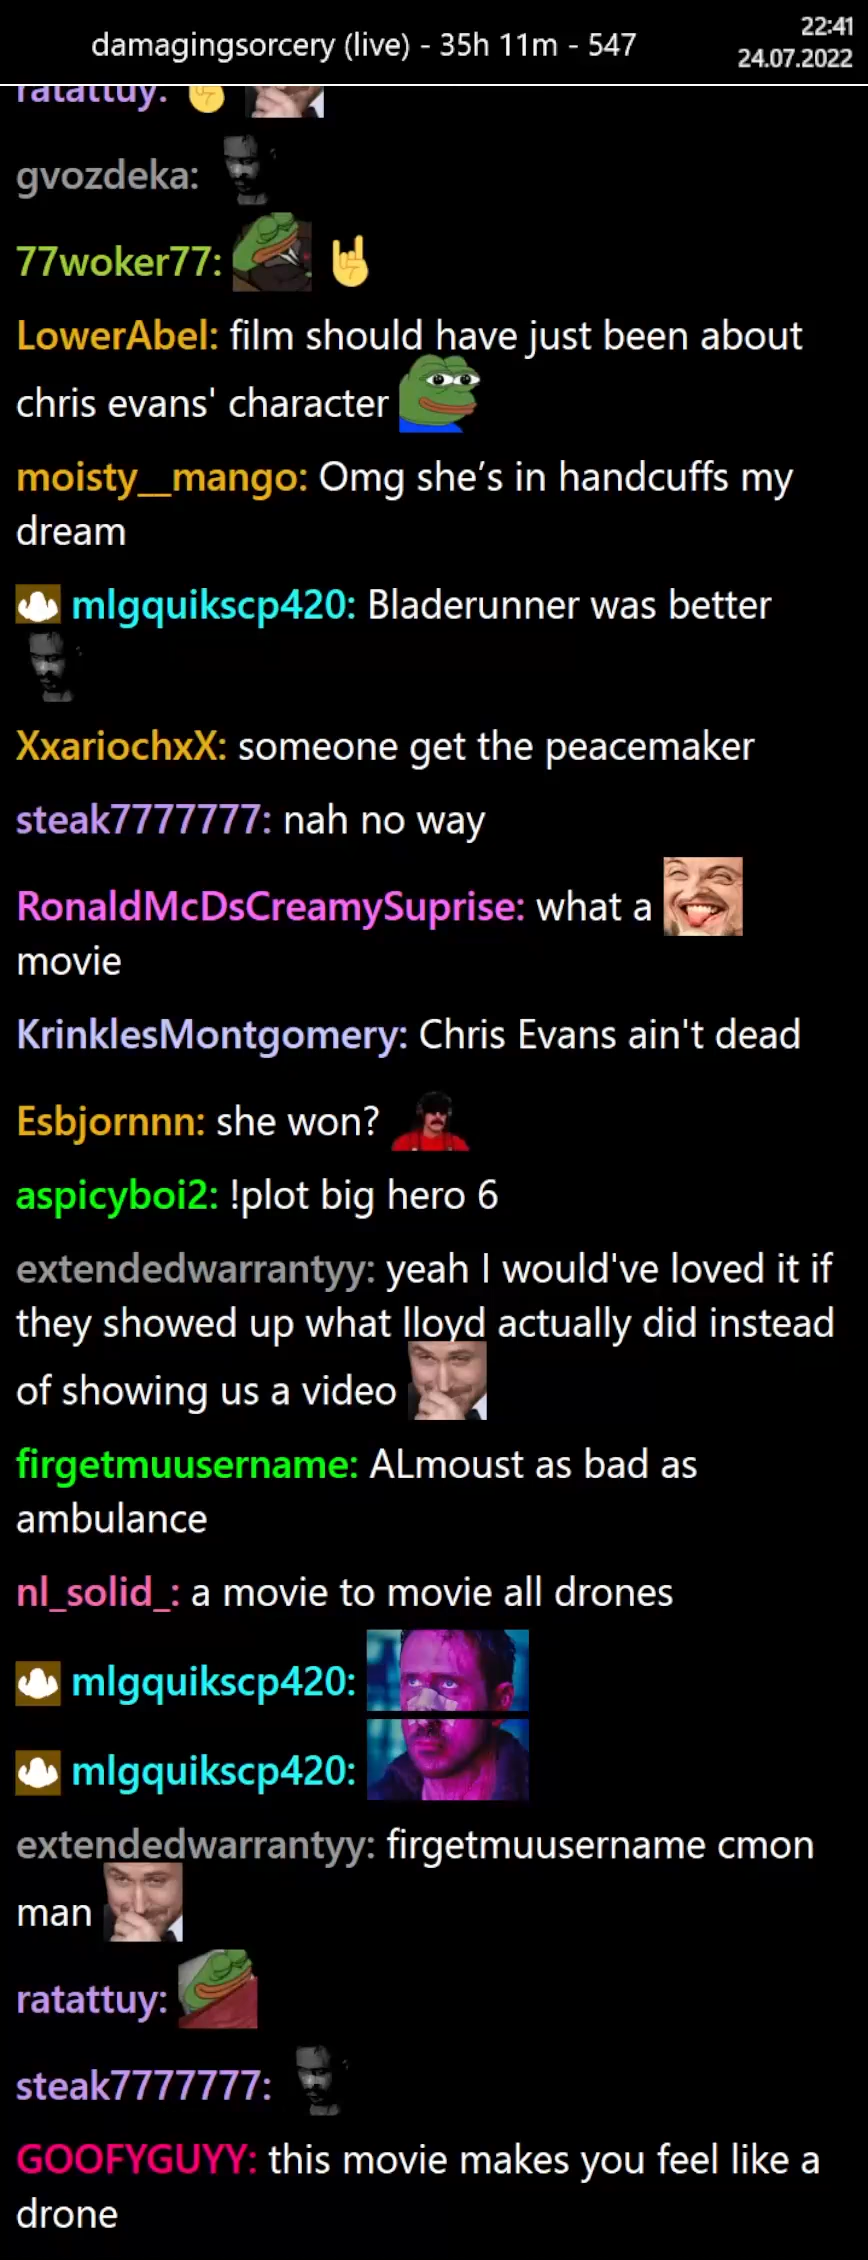 damagingsorcery (live) - 35h 11m - 547
22:41
24.07.2022
ratattuy:
gvozdeka:
77woker77:
LowerAbel: film should have just been about
chris evans' character
moisty__mango: Omg she’s in handcuffs my
dream
mlgquikscp420: Bladerunner was better
XxariochxX: someone get the peacemaker
steak7777777: nah no way
RonaldMcDsCreamySuprise: what a
movie
KrinklesMontgomery: Chris Evans ain't dead
Esbjornnn: she won?
aspicyboi2: !plot big hero 6
extendedwarrantyy: yeah I would've loved it if
they showed up what lloyd actually did instead
of showing us a video
firgetmuusername: ALmoust as bad as
ambulance
nl_solid_: a movie to movie all drones
mlgquikscp420:
mlgquikscp420:
extendedwarrantyy: firgetmuusername cmon
man
ratattuy:
steak7777777:
GOOFYGUYY: this movie makes you feel like a
drone